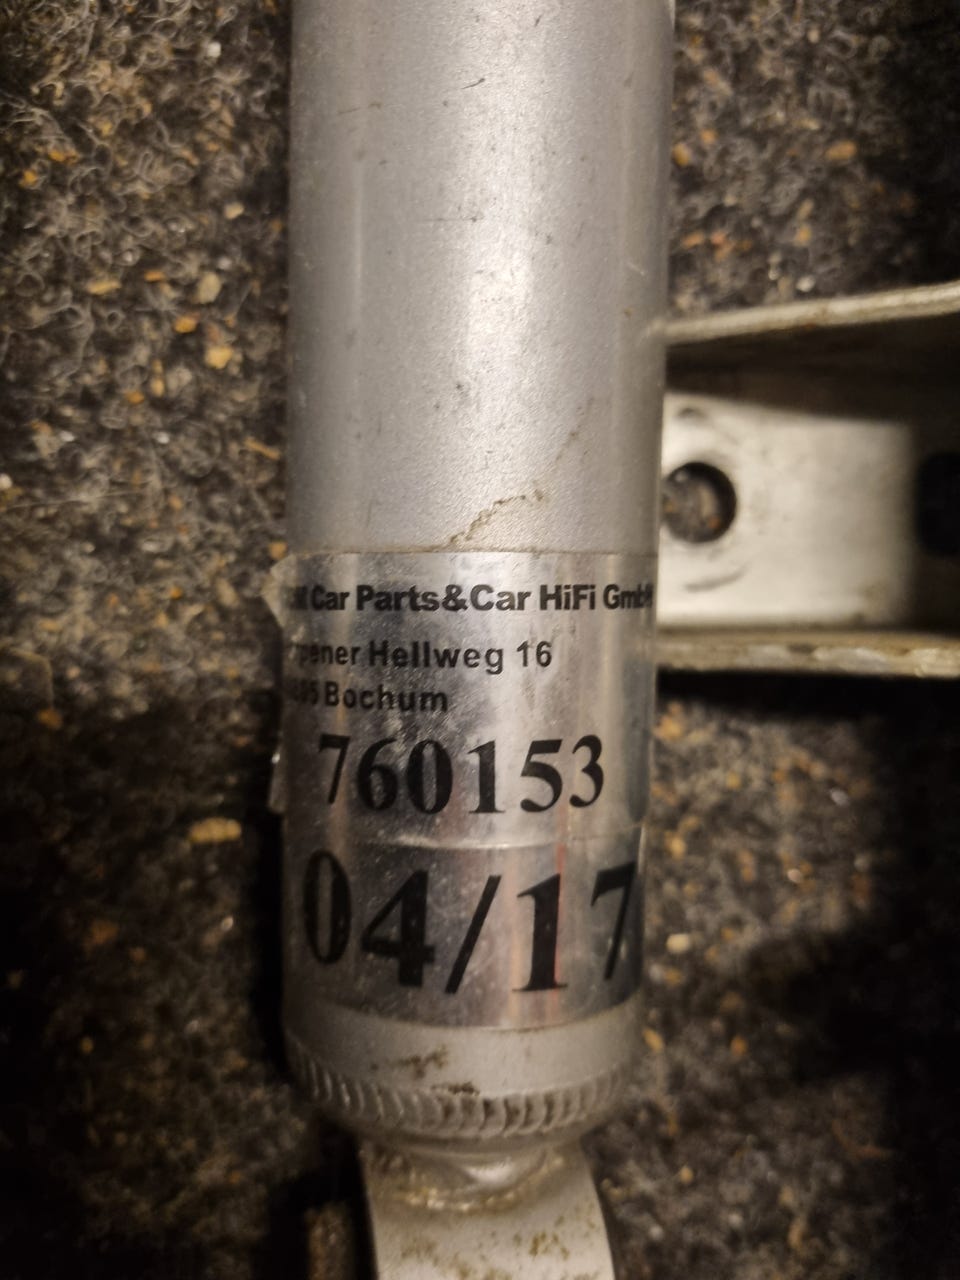 Car Parts&Car HiFi GmbH
Hellweg 16
Bochum
760153
04/17